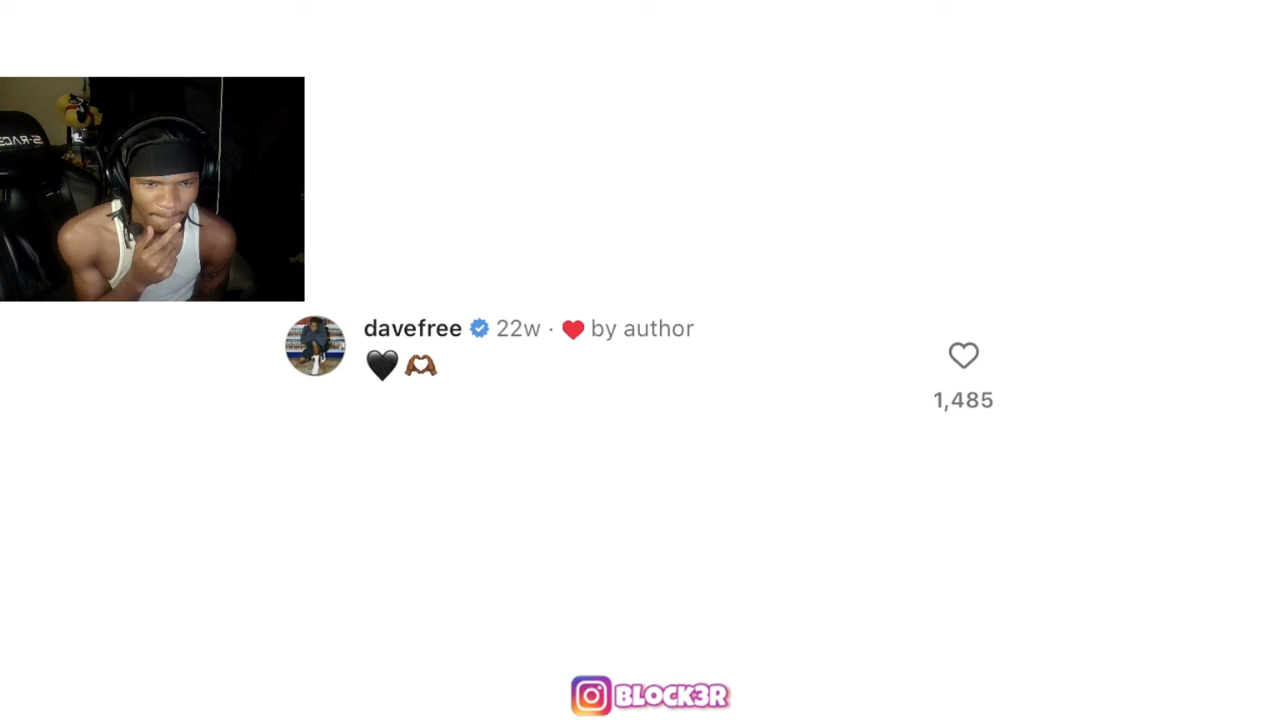 davefree 22w · ❤️ by author
🖤 🫶🏾
1,485
BLOCK3R